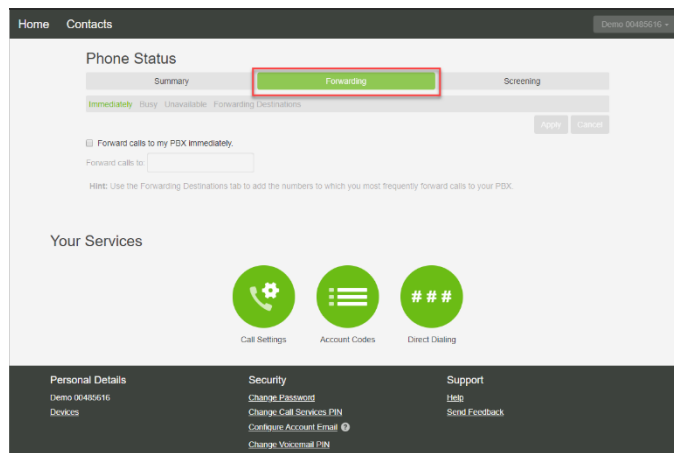 Home Contacts Demo 00485616
Phone Status
Summary Forwarding Screening
Immediately Busy Unavailable Forwarding Destinations
Apply Cancel
Forward calls to my PBX immediately.
Forward calls to:
Hint: Use the Forwarding Destinations tab to add the numbers to which you most frequently forward calls to your PBX.
Your Services
###
Call Settings Account Codes Direct Dialing
Personal Details Security Support
Demo 00485616 Change Password Help
Devices Change Call Services PIN Send Feedback
Configure Account Email ?
Change Voicemail PIN